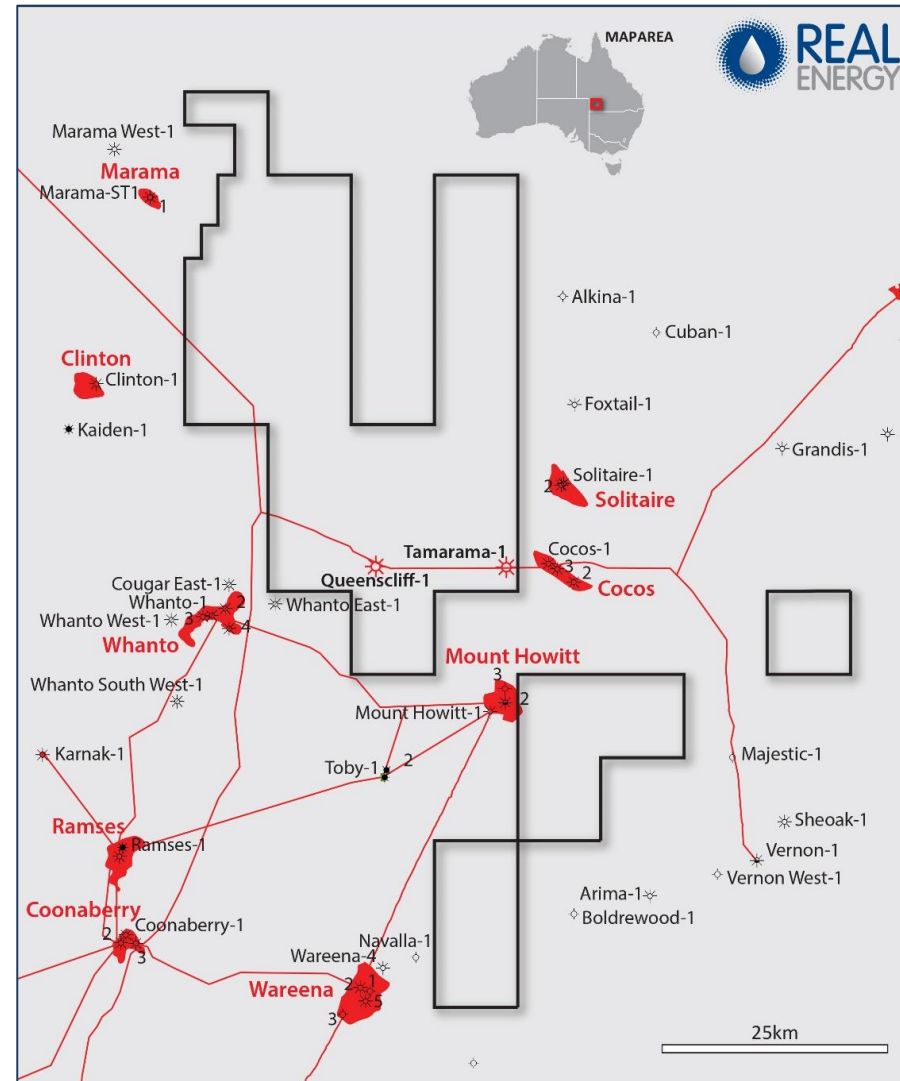 MAPAREA
REAL
ENERGY
Marama West-1
Marama
Marama-ST1
1
Alkina-1
Cuban-1
Clinton
Clinton-1
Foxtail-1
Kaiden-1
Grandis-1
Solitaire-1
2
Solitaire
Tamarama-1
Cocos-1
3
2
Queenscliff-1
Cocos
Cougar East-1
Whanto-1
2
Whanto East-1
Whanto West-1
3
4
Whanto
Mount Howitt
3
Whanto South West-1
2
Mount Howitt-1
Karnak-1
Majestic-1
Toby-1
2
Ramses
Sheoak-1
Ramses-1
Vernon-1
Vernon West-1
Arima-1
Coonaberry
Boldrewood-1
Coonaberry-1
2
3
Navalla-1
Wareena-4
Wareena
2
1
5
3
25km